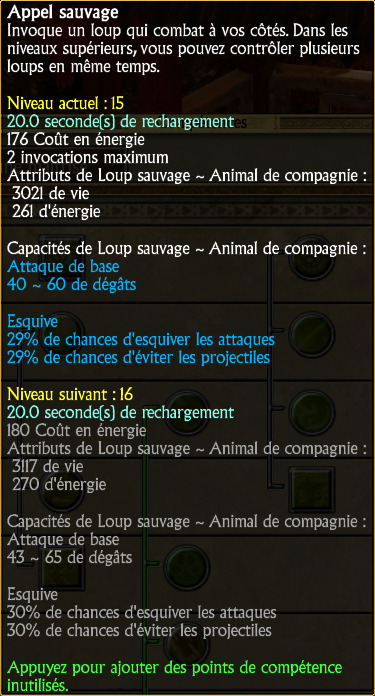 Appel sauvage
Invoque un loup qui combat à vos côtés. Dans les
niveaux supérieurs, vous pouvez contrôler plusieurs
loups en même temps.
Niveau actuel : 15
20.0 seconde(s) de rechargement
176 Coût en énergie
2 invocations maximum
Attributs de Loup sauvage ~ Animal de compagnie :
3021 de vie
261 d'énergie
Capacités de Loup sauvage ~ Animal de compagnie :
Attaque de base
40 ~ 60 de dégâts
Esquive
29% de chances d'esquiver les attaques
29% de chances d'éviter les projectiles
Niveau suivant : 16
20.0 seconde(s) de rechargement
180 Coût en énergie
Attributs de Loup sauvage ~ Animal de compagnie :
3117 de vie
270 d'énergie
Capacités de Loup sauvage ~ Animal de compagnie :
Attaque de base
43 ~ 65 de dégâts
Esquive
30% de chances d'esquiver les attaques
30% de chances d'éviter les projectiles
Appuyez pour ajouter des points de compétence
inutilisés.